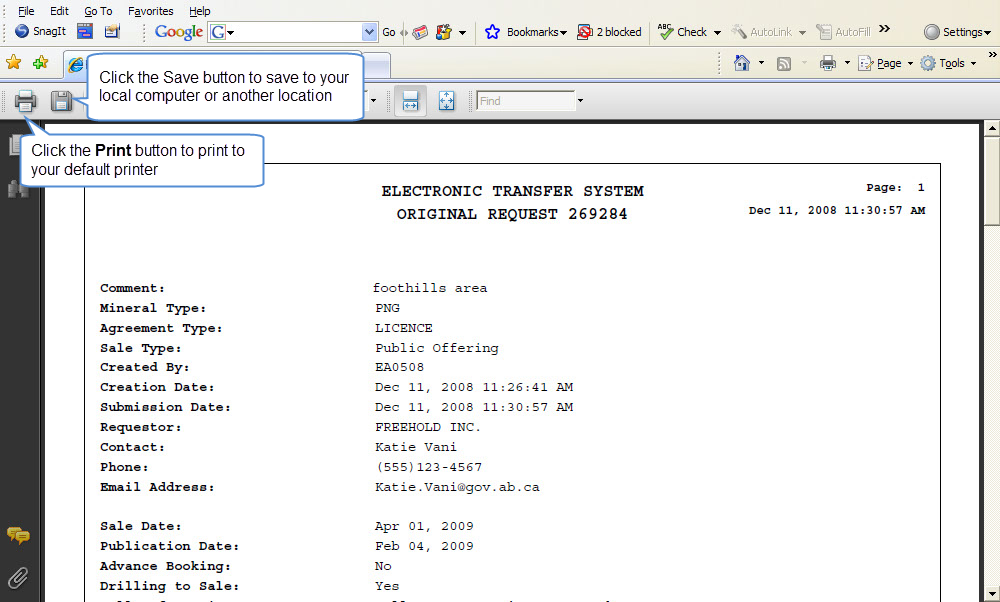 File Edit Go To Favorites Help
SnagIt Google G Go Bookmarks 2 blocked ABC Check AutoLink AutoFill Settings
Page Tools
Click the Save button to save to your
local computer or another location
Find
Click the Print button to print to
your default printer
ELECTRONIC TRANSFER SYSTEM Page: 1
ORIGINAL REQUEST 269284 Dec 11, 2008 11:30:57 AM
Comment: foothills area
Mineral Type: PNG
Agreement Type: LICENCE
Sale Type: Public Offering
Created By: EA0508
Creation Date: Dec 11, 2008 11:26:41 AM
Submission Date: Dec 11, 2008 11:30:57 AM
Requestor: FREEHOLD INC.
Contact: Katie Vani
Phone: (555)123-4567
Email Address: Katie.Vani@gov.ab.ca
Sale Date: Apr 01, 2009
Publication Date: Feb 04, 2009
Advance Booking: No
Drilling to Sale: Yes